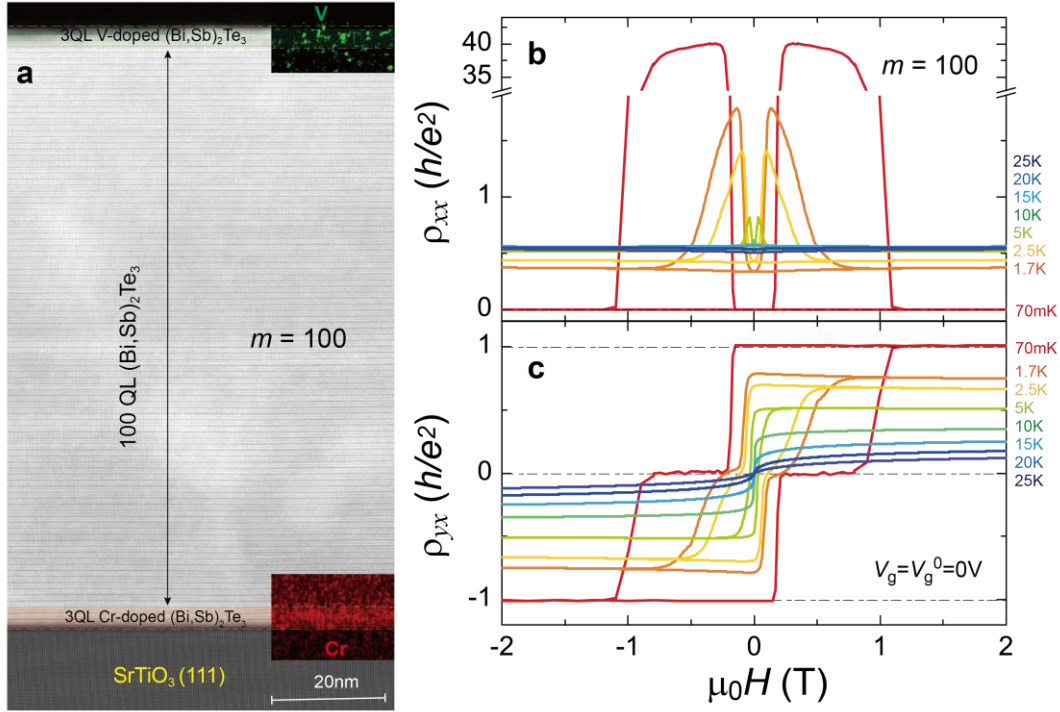 V
3QL V-doped (Bi,Sb)₂Te₃
a
100 QL (Bi,Sb)₂Te₃
m = 100
3QL Cr-doped (Bi,Sb)₂Te₃
Cr
SrTiO₃ (111)
20nm
b
m = 100
40
35
1
0
ρxx (h/e²)
25K
20K
15K
10K
5K
2.5K
1.7K
70mK
c
1
0
-1
ρyx (h/e²)
70mK
1.7K
2.5K
5K
10K
15K
20K
25K
Vg=Vg⁰=0V
-2
-1
0
1
2
μ₀H (T)